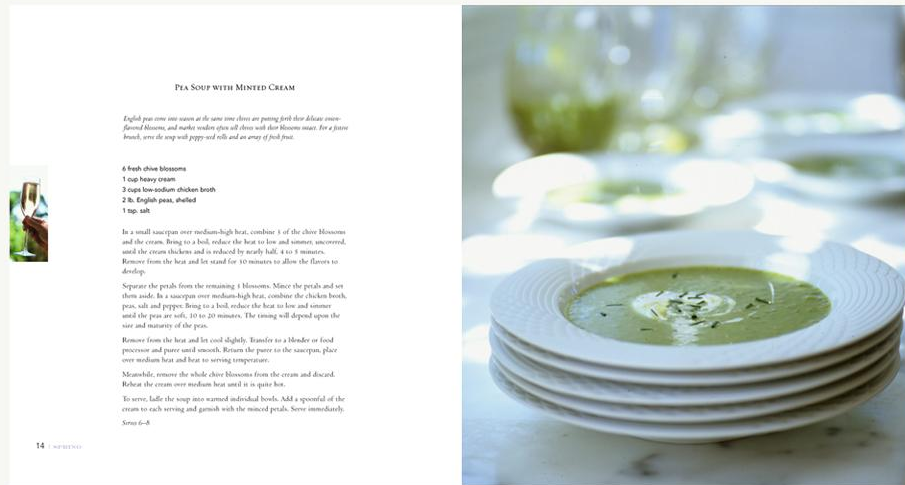 PEA SOUP WITH MINTED CREAM
English peas come into season at the same time chives are putting forth their delicate onion-
flavored blossoms, and market vendors often sell chives with their blossoms intact. For a festive
brunch, serve the soup with poppy-seed rolls and an array of fresh fruit.
6 fresh chive blossoms
1 cup heavy cream
3 cups low-sodium chicken broth
2 lb. English peas, shelled
1 tsp. salt
In a small saucepan over medium-high heat, combine 3 of the chive blossoms
and the cream. Bring to a boil, reduce the heat to low and simmer, uncovered,
until the cream thickens and is reduced by nearly half, 4 to 5 minutes.
Remove from the heat and let stand for 30 minutes to allow the flavors to
develop.
Separate the petals from the remaining 3 blossoms. Mince the petals and set
them aside. In a saucepan over medium-high heat, combine the chicken broth,
peas, salt and pepper. Bring to a boil, reduce the heat to low and simmer
until the peas are soft, 10 to 20 minutes. The timing will depend upon the
size and maturity of the peas.
Remove from the heat and let cool slightly. Transfer to a blender or food
processor and puree until smooth. Return the puree to the saucepan, place
over medium heat and heat to serving temperature.
Meanwhile, remove the whole chive blossoms from the cream and discard.
Reheat the cream over medium heat until it is quite hot.
To serve, ladle the soup into warmed individual bowls. Add a spoonful of the
cream to each serving and garnish with the minced petals. Serve immediately.
Serves 6–8
14